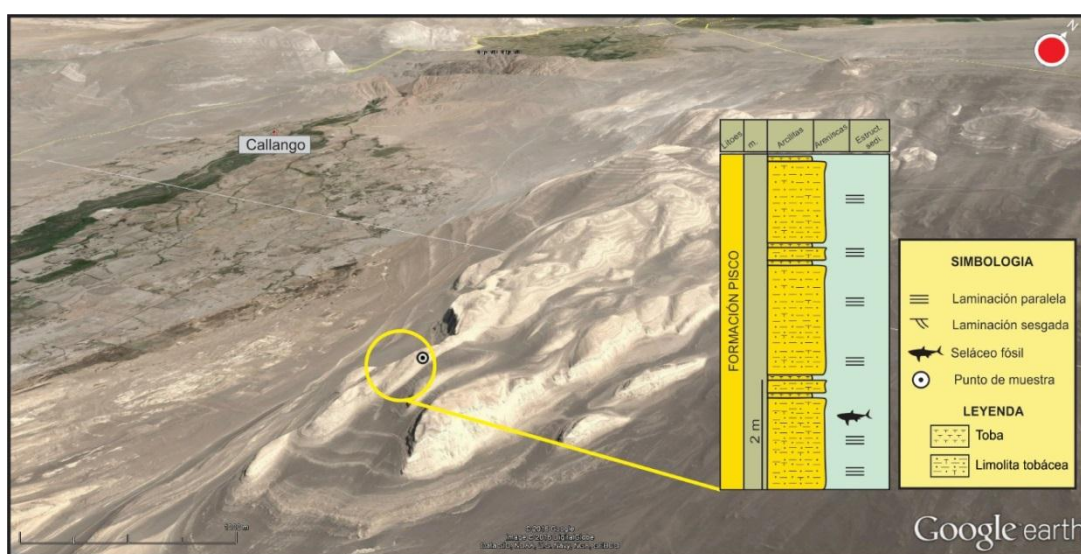 N
Callango
Litoes
m.
Arcillitas
Areniscas
Estruct. sedi.
FORMACIÓN PISCO
2 m
SIMBOLOGIA
Laminación paralela
Laminación sesgada
Seláceo fósil
Punto de muestra
LEYENDA
Toba
Limolita tobácea
Google earth